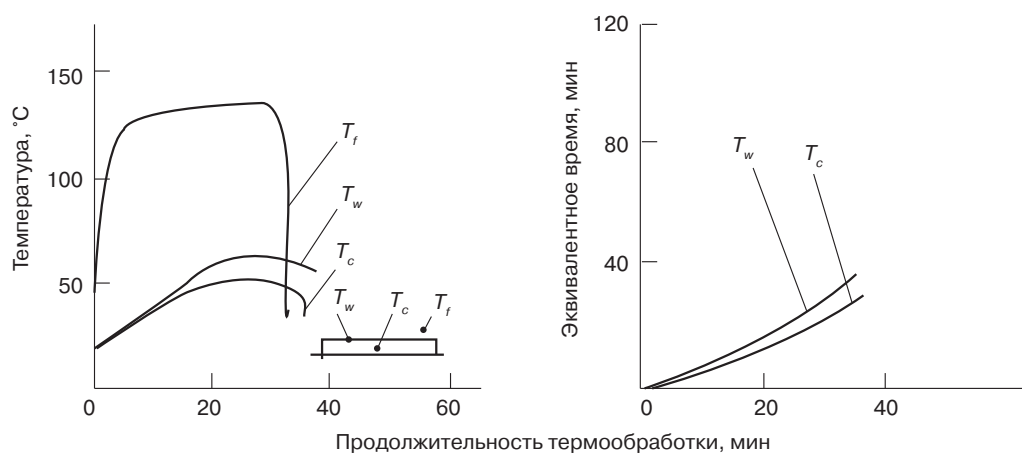 150
100
50
0
20
40
60
Температура, °C
T_f
T_w
T_c
T_w
T_c
T_f
120
80
40
0
20
40
Эквивалентное время, мин
T_w
T_c
Продолжительность термообработки, мин